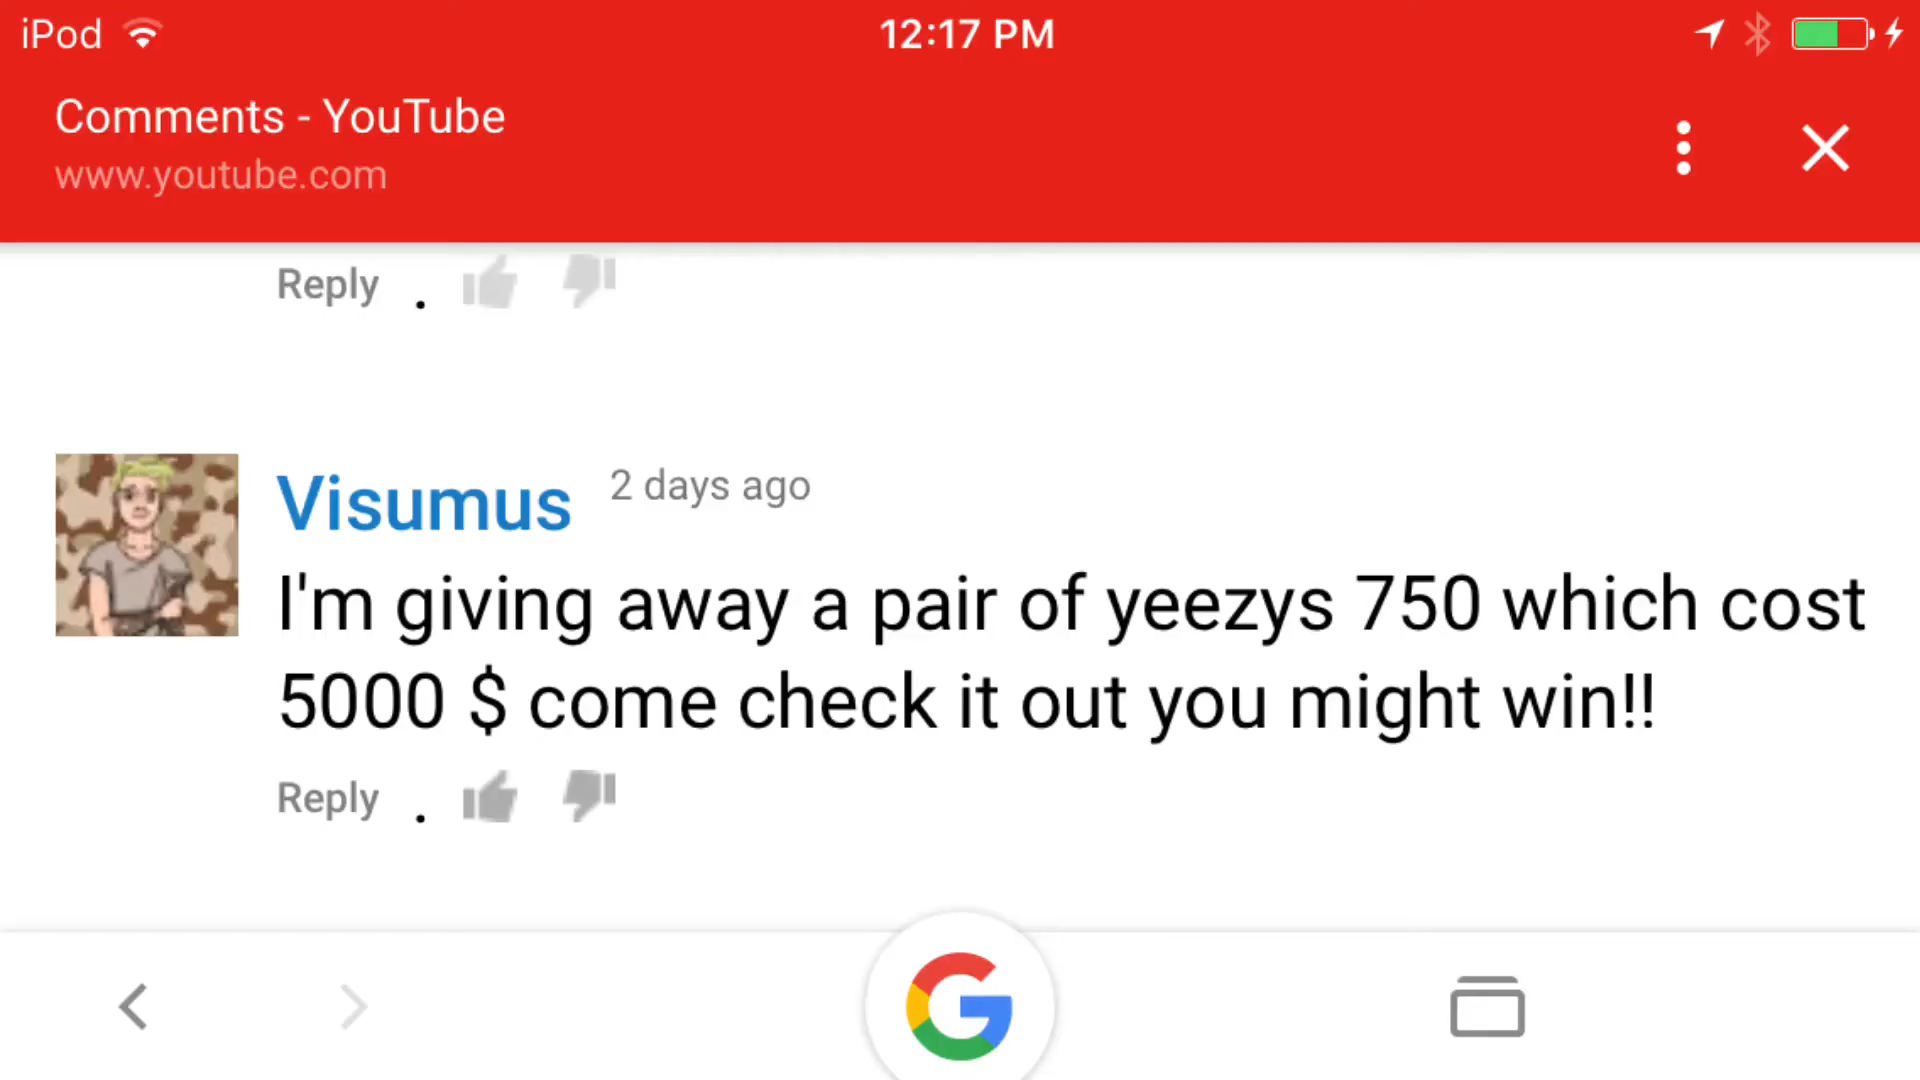 iPod
12:17 PM
Comments - YouTube
www.youtube.com
Reply .
Visumus 2 days ago
I'm giving away a pair of yeezys 750 which cost
5000 $ come check it out you might win!!
Reply .
G